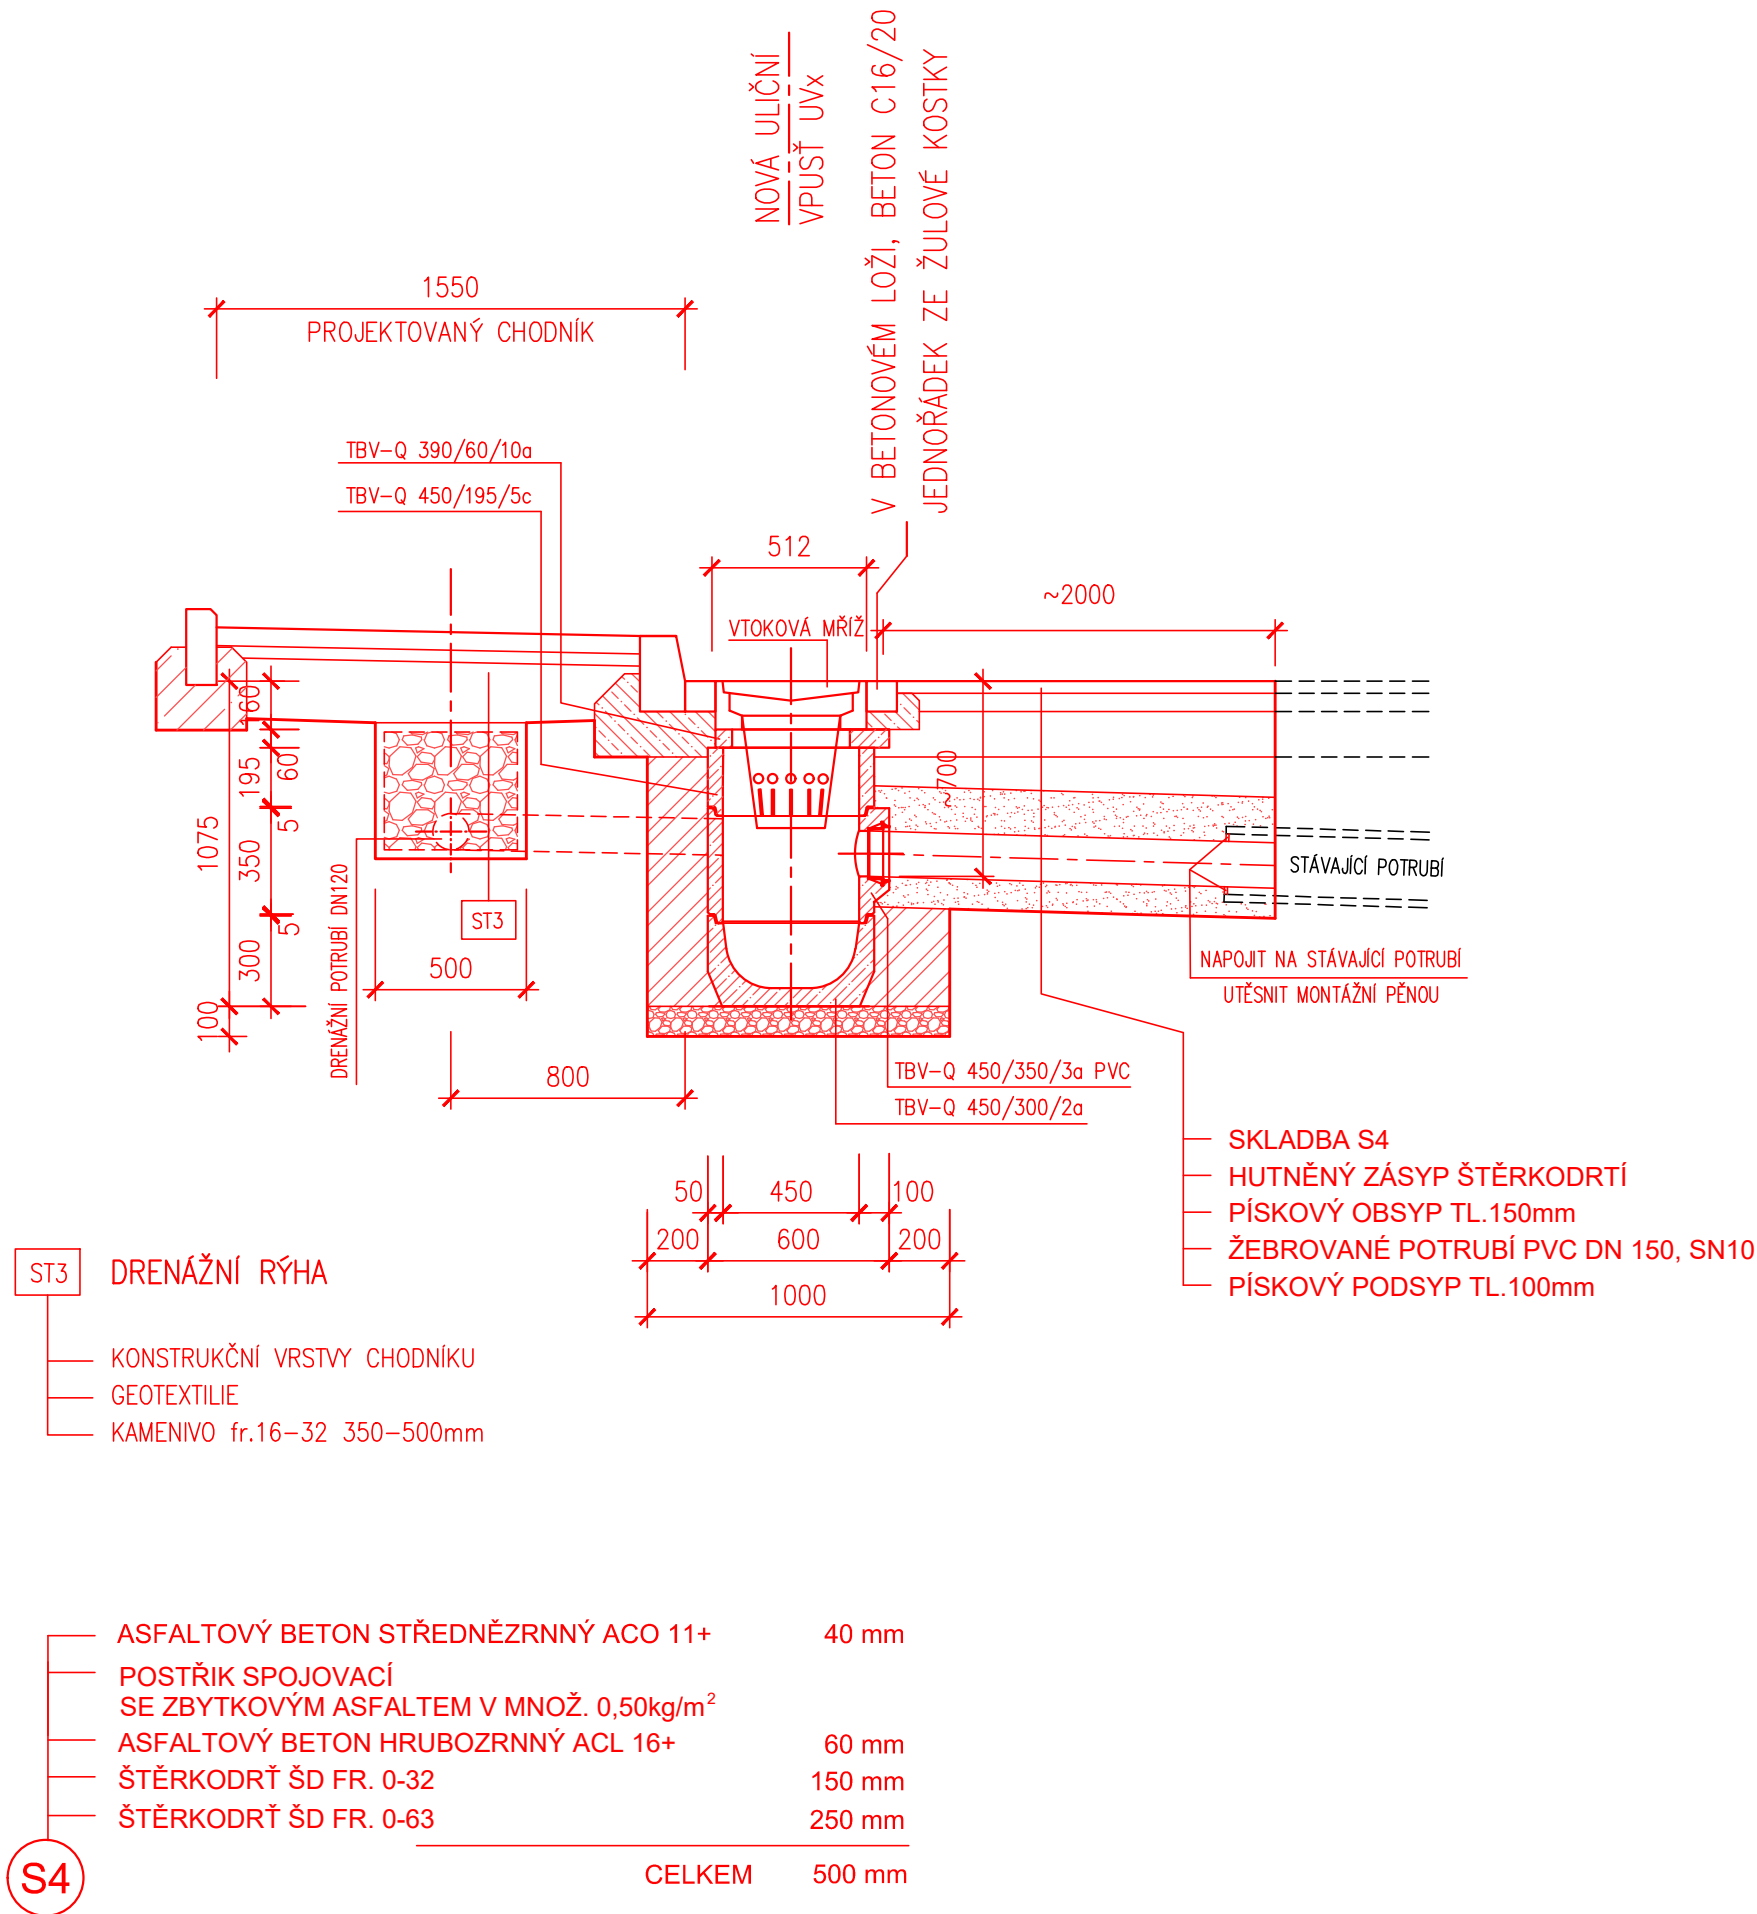 NOVÁ ULIČNÍ
VPUSŤ UVx
V BETONOVÉM LOŽI, BETON C16/20
JEDNOŘÁDEK ZE ŽULOVÉ KOSTKY
1550
PROJEKTOVANÝ CHODNÍK
TBV-Q 390/60/10a
TBV-Q 450/195/5c
512
~2000
VTOKOVÁ MŘÍŽ
160
60
195
5
1075
350
5
300
100
~700
STÁVAJÍCÍ POTRUBÍ
DRENÁŽNÍ POTRUBÍ DN120
ST3
500
NAPOJIT NA STÁVAJÍCÍ POTRUBÍ
UTĚSNIT MONTÁŽNÍ PĚNOU
800
TBV-Q 450/350/3a PVC
TBV-Q 450/300/2a
SKLADBA S4
HUTNĚNÝ ZÁSYP ŠTĚRKODRTÍ
PÍSKOVÝ OBSYP TL.150mm
ŽEBROVANÉ POTRUBÍ PVC DN 150, SN10
PÍSKOVÝ PODSYP TL.100mm
50 450 100
200 600 200
1000
ST3 DRENÁŽNÍ RÝHA
KONSTRUKČNÍ VRSTVY CHODNÍKU
GEOTEXTILIE
KAMENIVO fr.16-32 350-500mm
ASFALTOVÝ BETON STŘEDNĚZRNNÝ ACO 11+ 40 mm
POSTŘIK SPOJOVACÍ
SE ZBYTKOVÝM ASFALTEM V MNOŽ. 0,50kg/m²
ASFALTOVÝ BETON HRUBOZRNNÝ ACL 16+ 60 mm
ŠTĚRKODRŤ ŠD FR. 0-32 150 mm
ŠTĚRKODRŤ ŠD FR. 0-63 250 mm
CELKEM 500 mm
S4